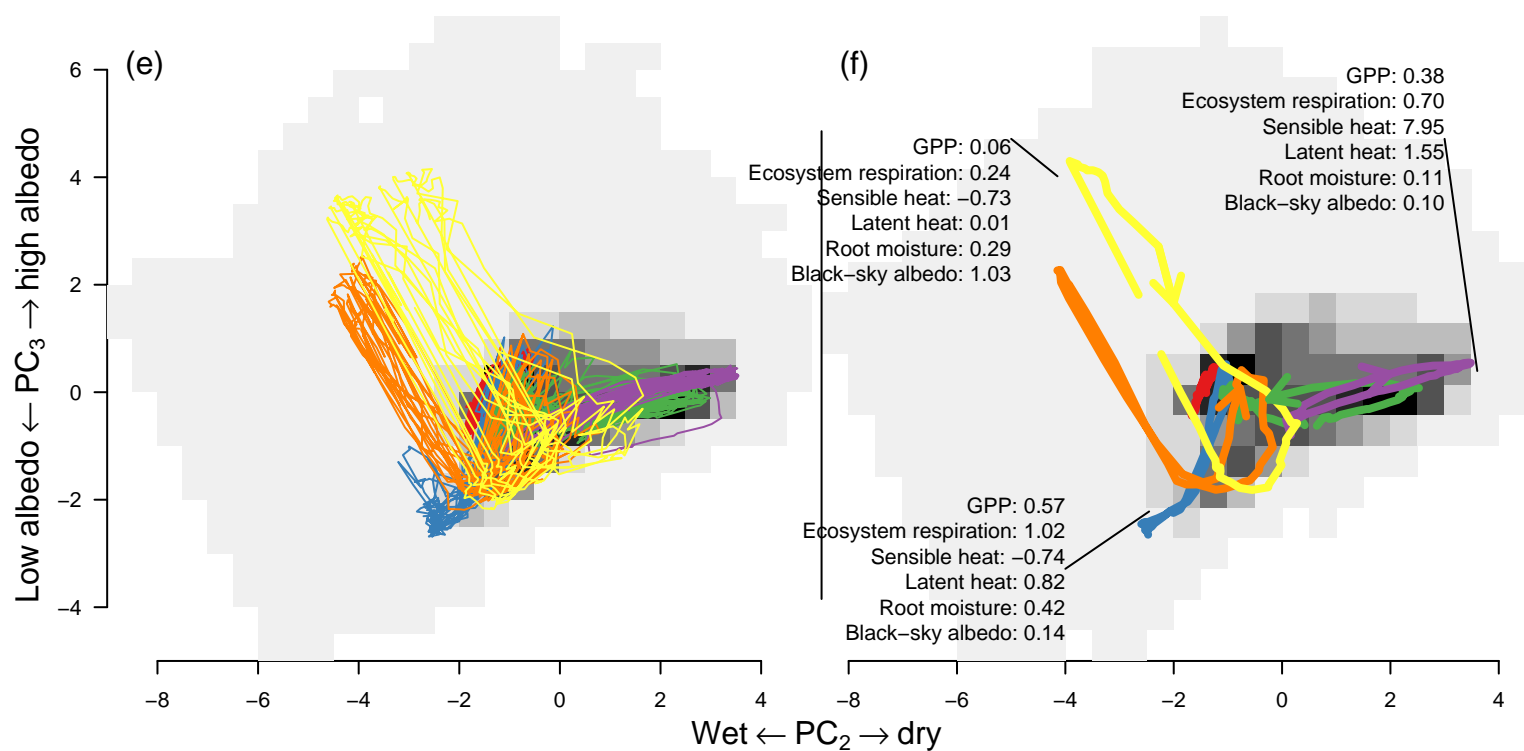 (e)
(f)
Low albedo ← PC3 → high albedo
6
4
2
0
−2
−4
GPP: 0.06
Ecosystem respiration: 0.24
Sensible heat: −0.73
Latent heat: 0.01
Root moisture: 0.29
Black−sky albedo: 1.03
GPP: 0.38
Ecosystem respiration: 0.70
Sensible heat: 7.95
Latent heat: 1.55
Root moisture: 0.11
Black−sky albedo: 0.10
GPP: 0.57
Ecosystem respiration: 1.02
Sensible heat: −0.74
Latent heat: 0.82
Root moisture: 0.42
Black−sky albedo: 0.14
−8 −6 −4 −2 0 2 4
−8 −6 −4 −2 0 2 4
Wet ← PC2 → dry